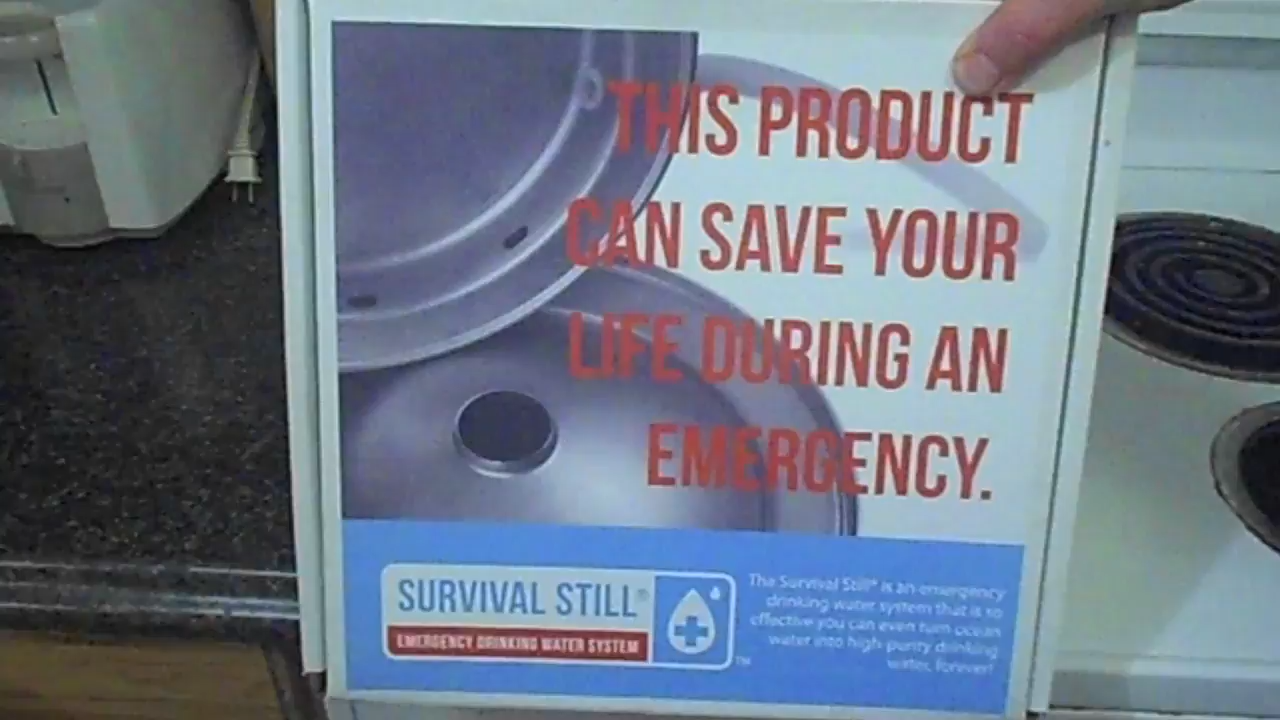 THIS PRODUCT
CAN SAVE YOUR
LIFE DURING AN
EMERGENCY.
SURVIVAL STILL®
EMERGENCY DRINKING WATER SYSTEM
TM
The Survival Still® is an emergency
drinking water system that is so
effective you can even turn ocean
water into high-purity drinking
water, forever!